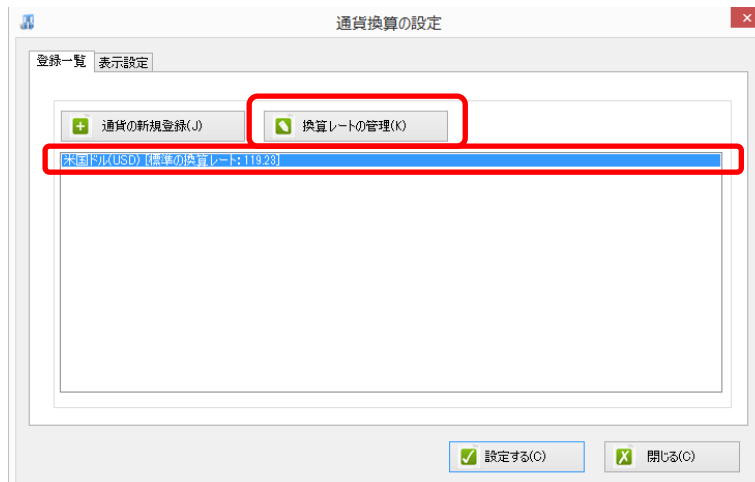 通貨換算の設定
登録一覧 表示設定
通貨の新規登録(J) 換算レートの管理(K)
米国ドル(USD) [標準の換算レート: 119.23]
設定する(C) 閉じる(C)